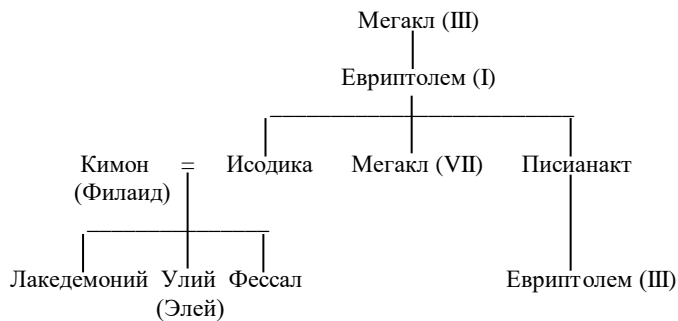 Мегакл (III)
Евриптолем (I)
Кимон = Исодика Мегакл (VII) Писианакт
(Филаид)
Лакедемоний Улий Фессал Евриптолем (III)
(Элей)